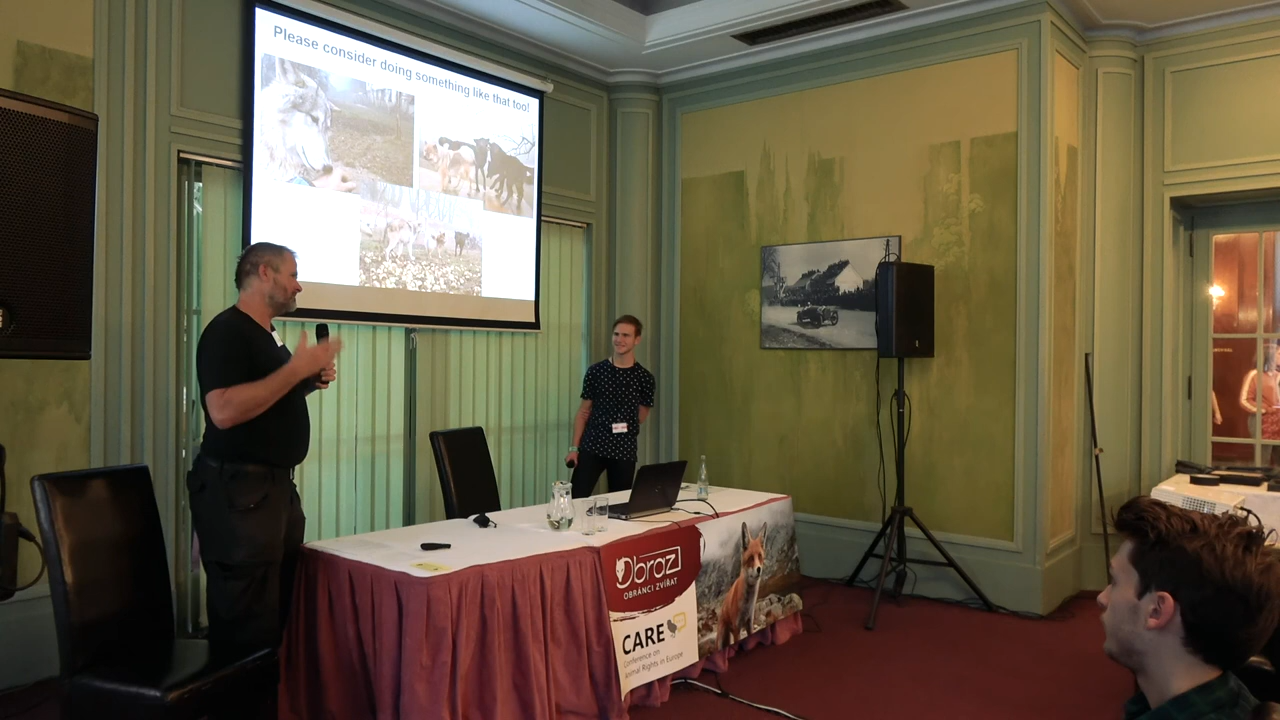 Please consider doing something like that too!
Obraz
OBRÁNCI ZVÍŘAT
CARE
Conference on
Animal Rights in Europe